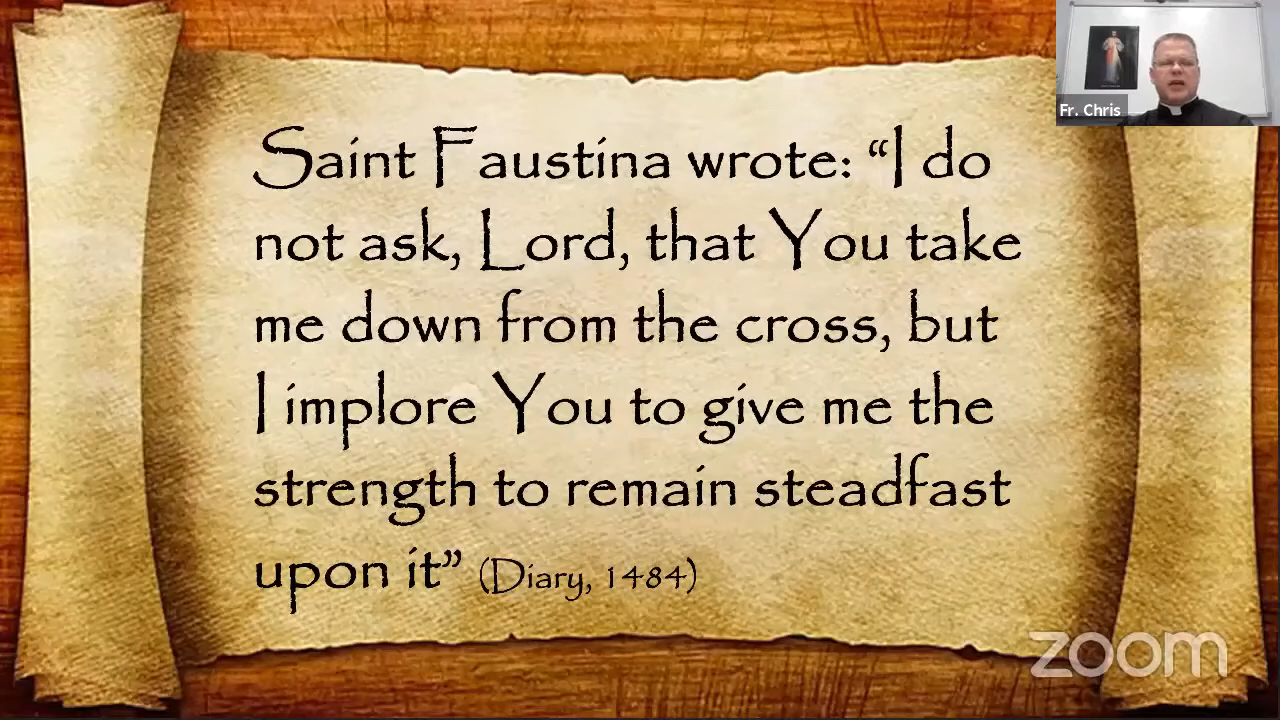 Fr. Chris
Saint Faustina wrote: “I do
not ask, Lord, that You take
me down from the cross, but
I implore You to give me the
strength to remain steadfast
upon it” (Diary, 1484)
zoom